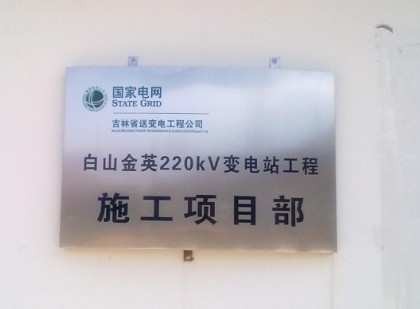 国家电网
STATE GRID
吉林省送变电工程公司
白山金英220kV变电站工程
施工项目部